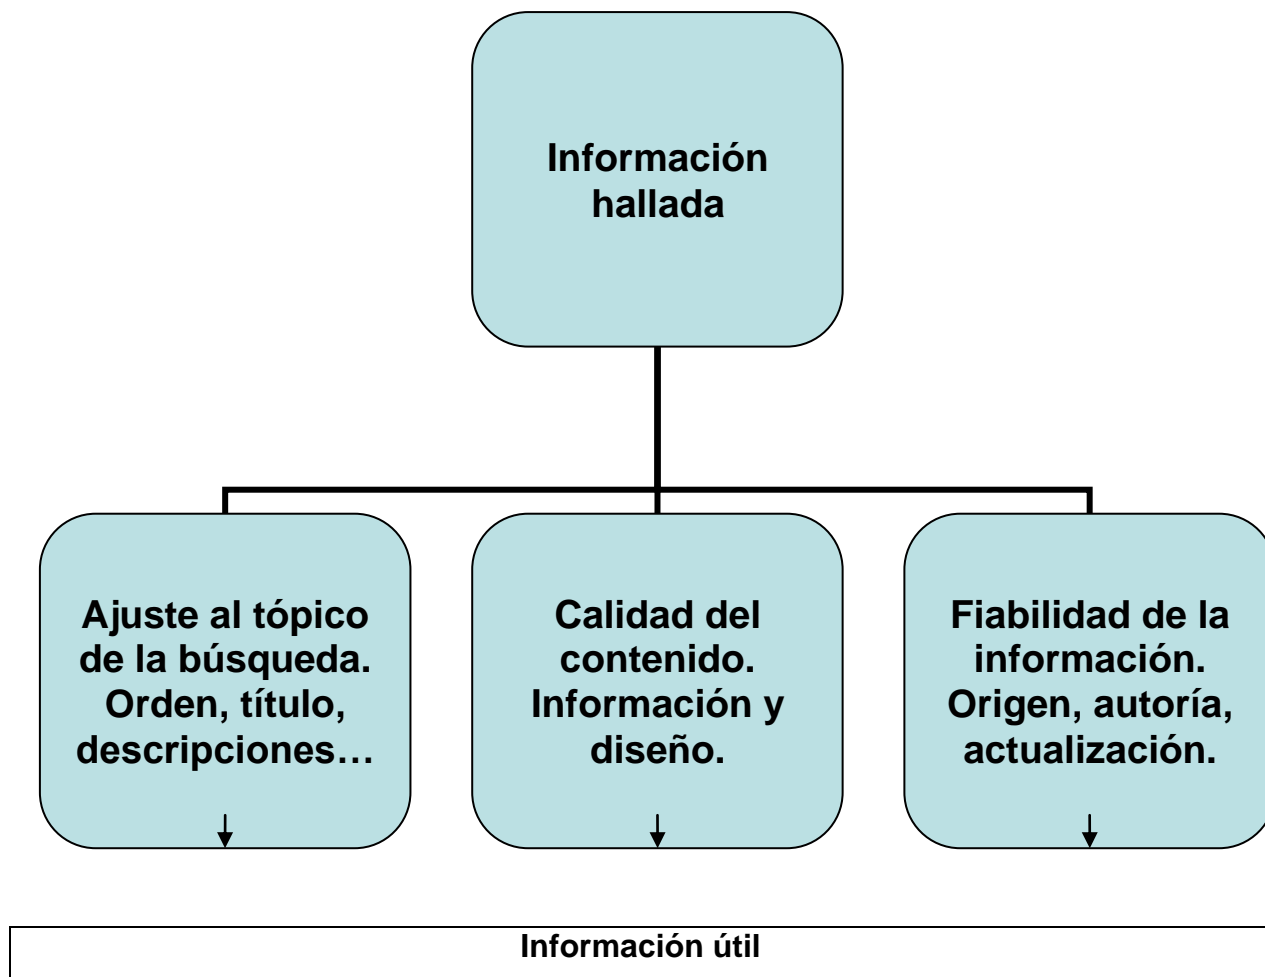 Información
hallada
Ajuste al tópico
de la búsqueda.
Orden, título,
descripciones…
Calidad del
contenido.
Información y
diseño.
Fiabilidad de la
información.
Origen, autoría,
actualización.
Información útil